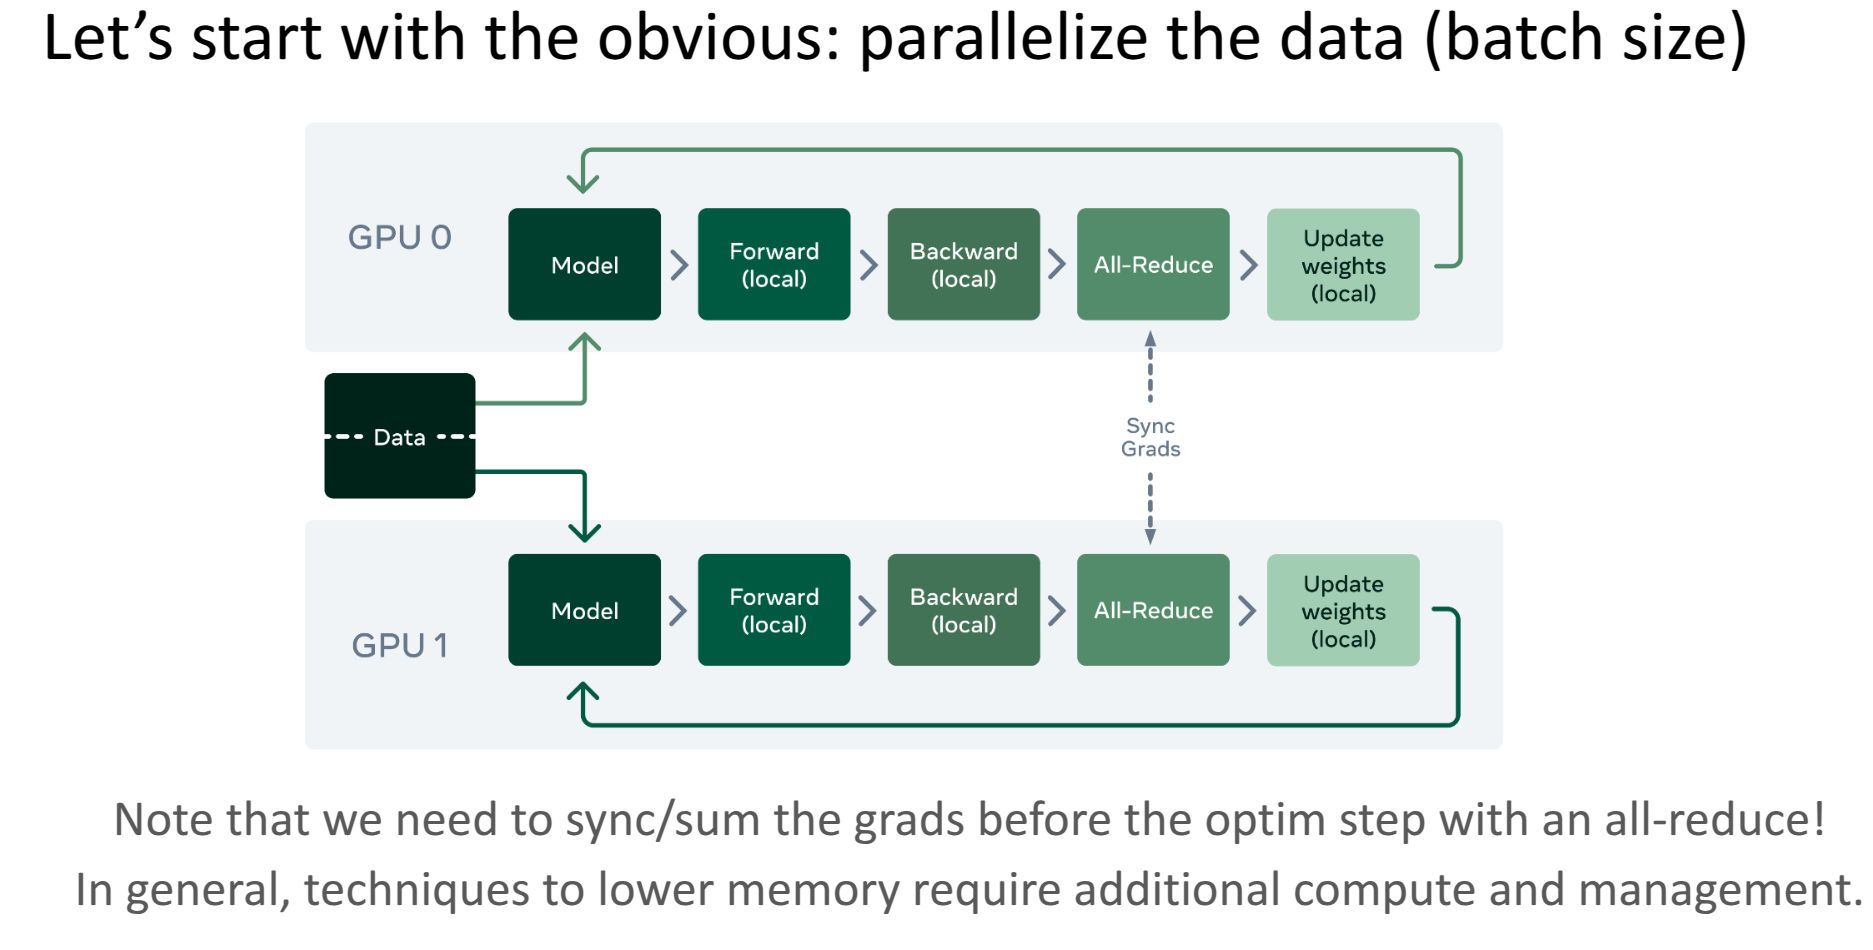 Let’s start with the obvious: parallelize the data (batch size)
GPU 0
Model
Forward
(local)
Backward
(local)
All-Reduce
Update
weights
(local)
Data
Sync
Grads
GPU 1
Model
Forward
(local)
Backward
(local)
All-Reduce
Update
weights
(local)
Note that we need to sync/sum the grads before the optim step with an all-reduce!
In general, techniques to lower memory require additional compute and management.